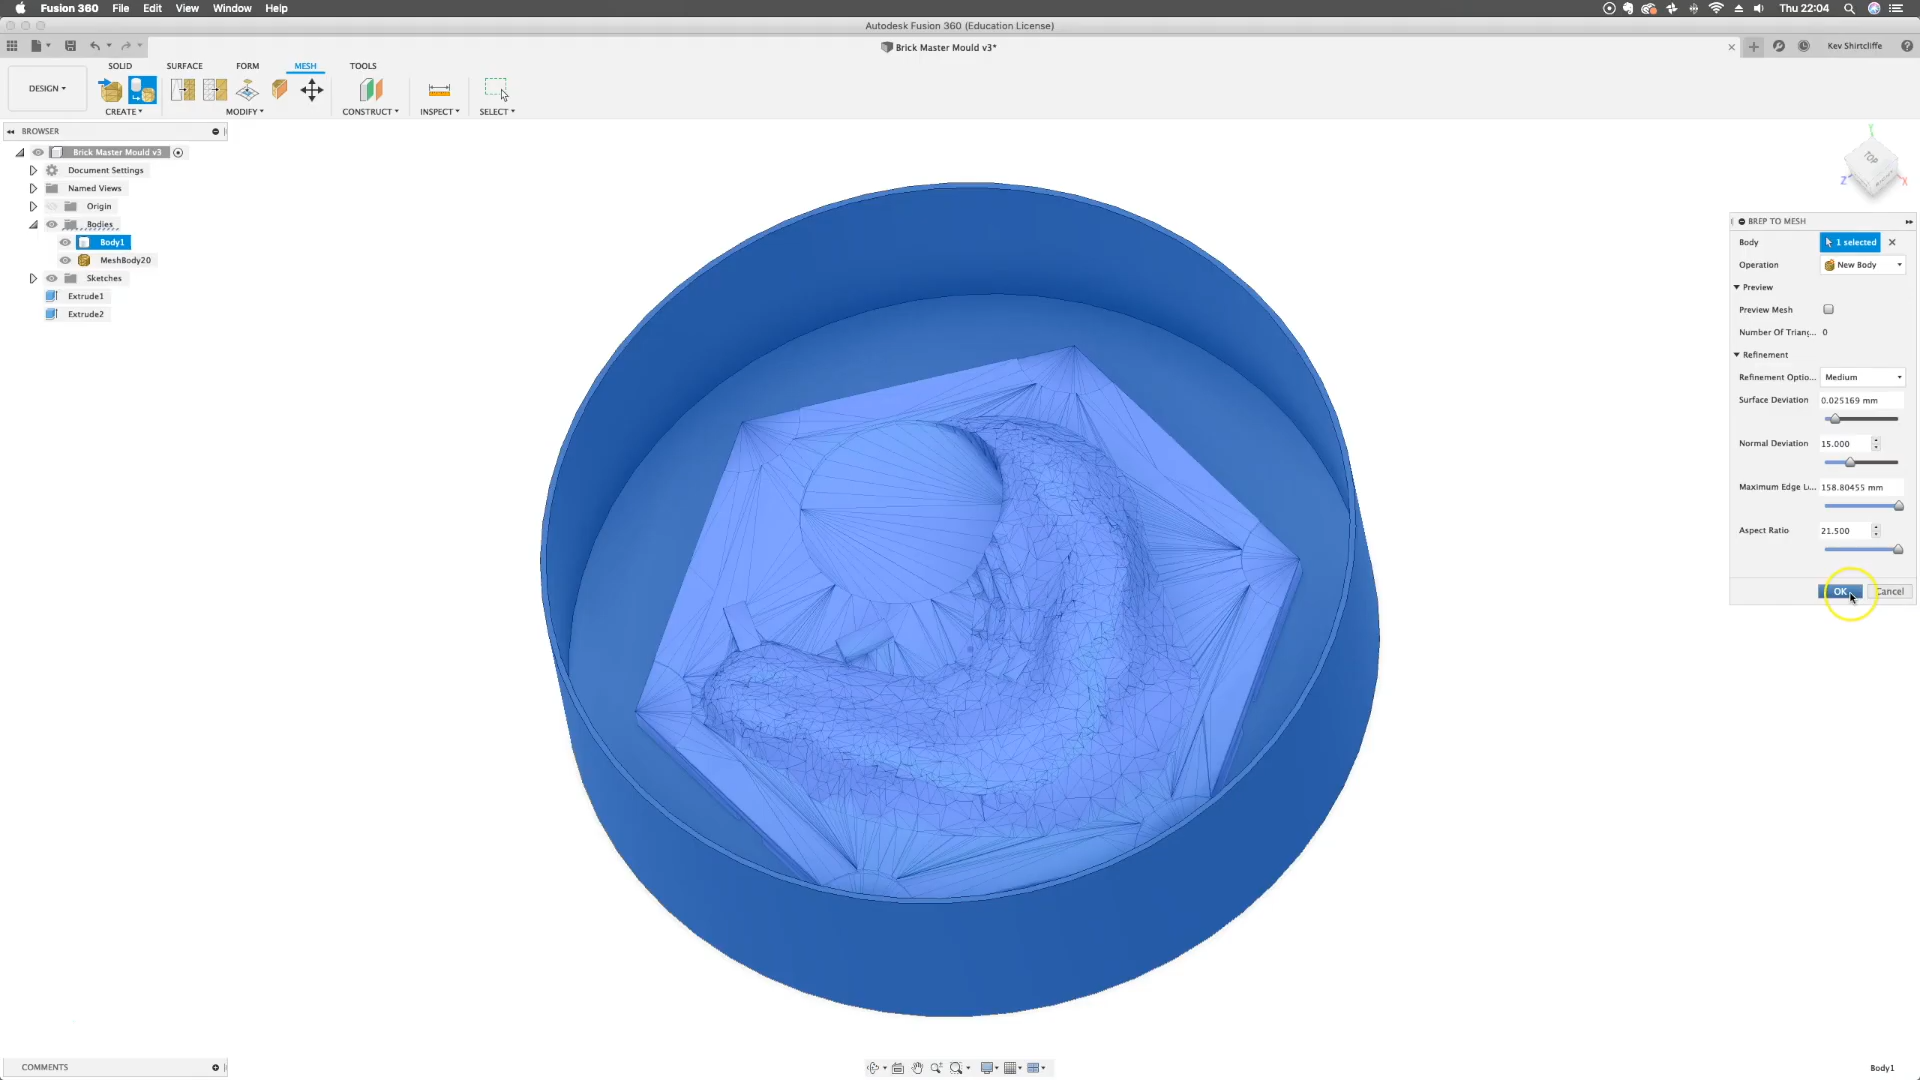 Fusion 360 File Edit View Window Help Thu 22:04
Autodesk Fusion 360 (Education License)
Brick Master Mould v3* Kev Shirtcliffe
SOLID SURFACE FORM MESH TOOLS
DESIGN
CREATE MODIFY CONSTRUCT INSPECT SELECT
BROWSER
Brick Master Mould v3
Document Settings
Named Views
Origin
Bodies
Body1
MeshBody20
Sketches
Extrude1
Extrude2
TOP
Y
Z
X
BREP TO MESH
Body 1 selected
Operation New Body
Preview
Preview Mesh
Number Of Triang... 0
Refinement
Refinement Optio... Medium
Surface Deviation 0.025169 mm
Normal Deviation 15.000
Maximum Edge L... 158.80455 mm
Aspect Ratio 21.500
OK Cancel
COMMENTS
Body1